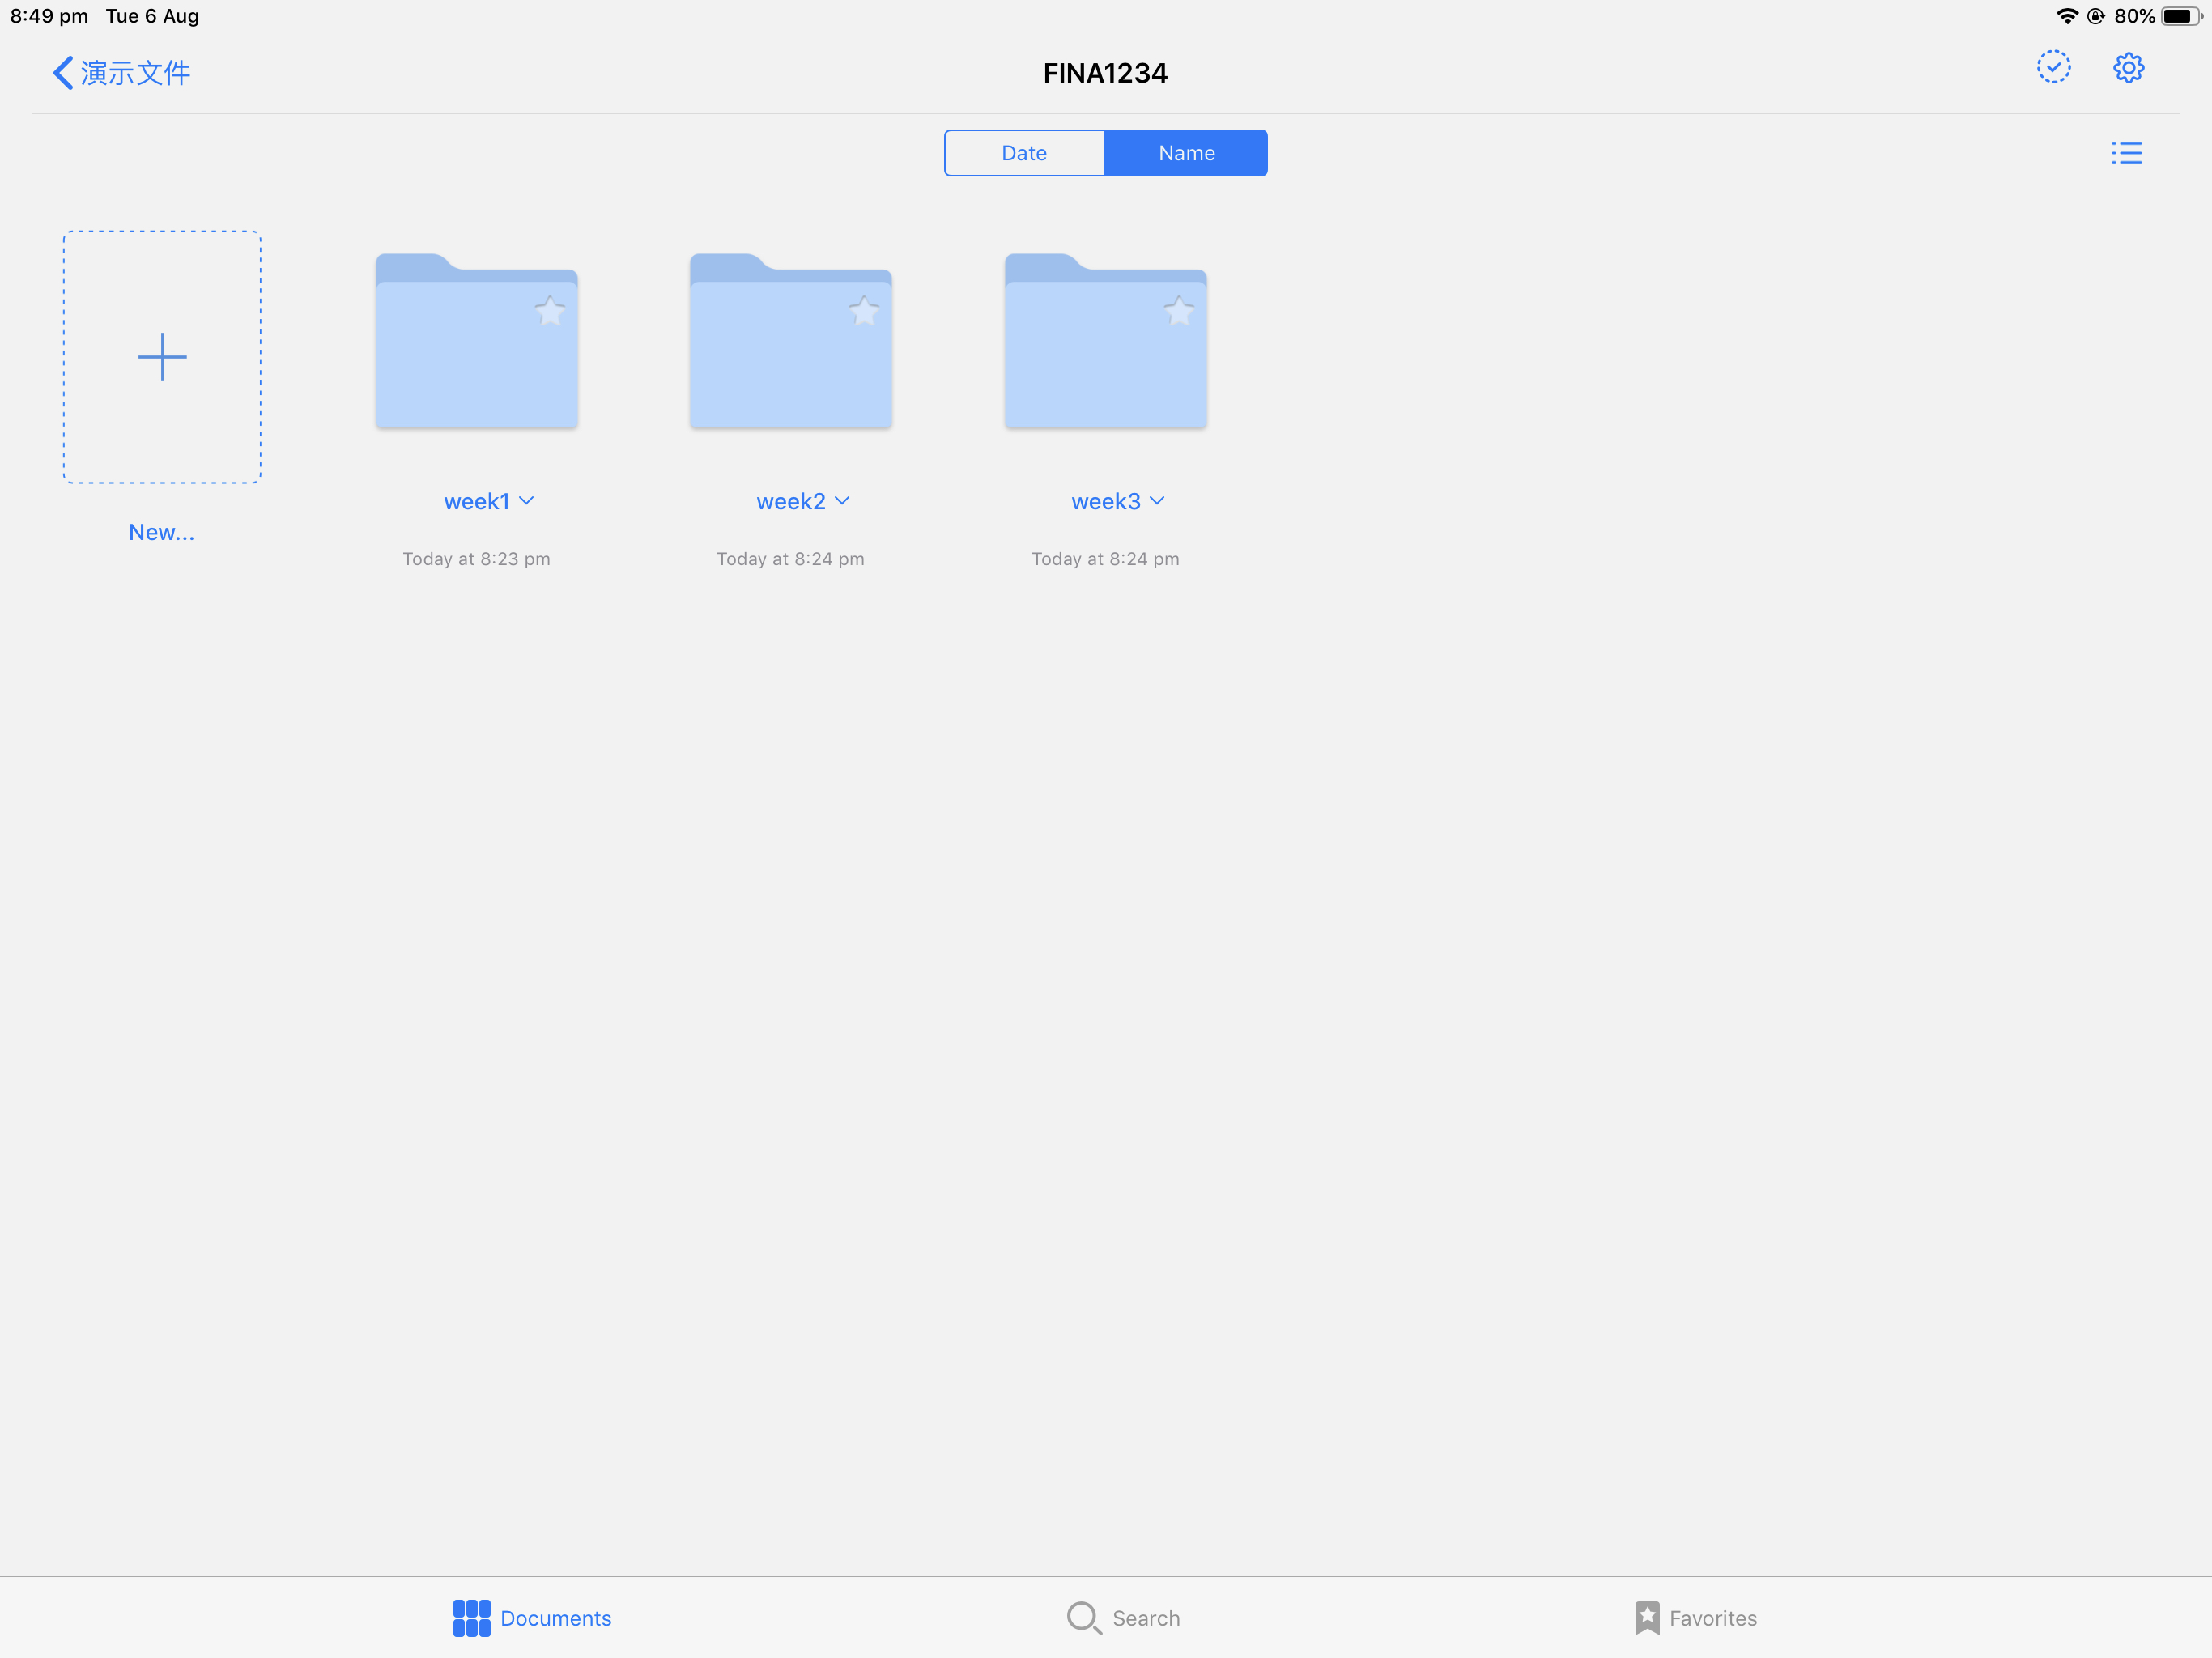 8:49 pm Tue 6 Aug 80%
演示文件 FINA1234
Date Name
week1 week2 week3
New...
Today at 8:23 pm Today at 8:24 pm Today at 8:24 pm
Documents Search Favorites